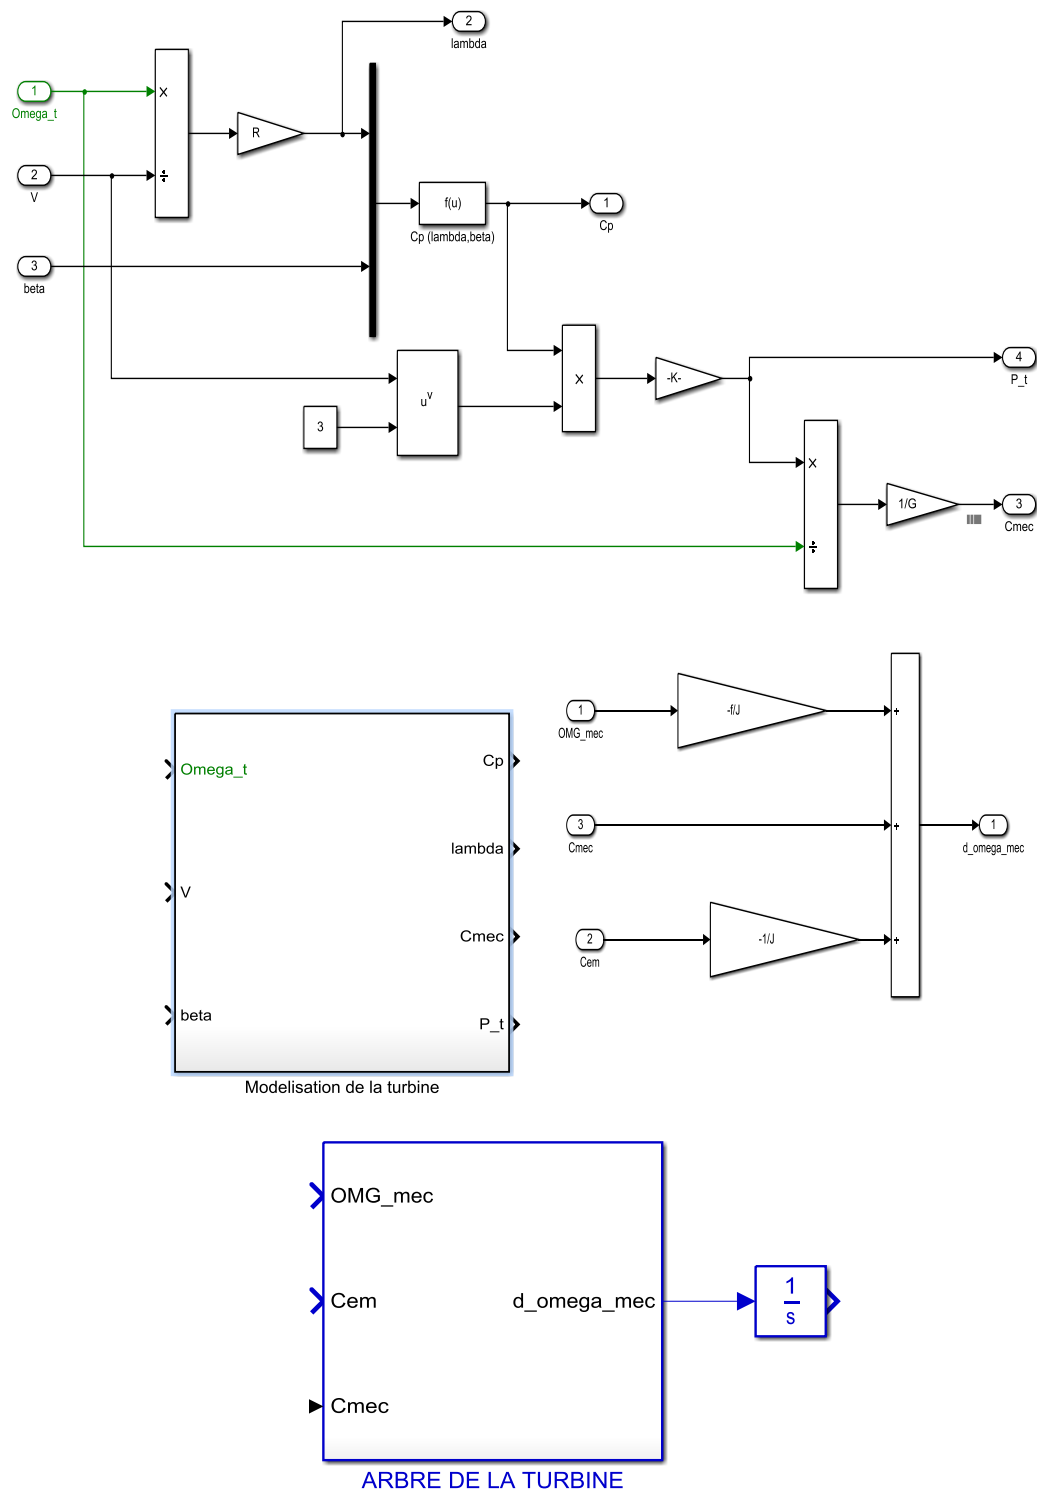 2
lambda
1
Omega_t
X
÷
R
2
V
f(u)
Cp (lambda,beta)
1
Cp
3
beta
u^v
3
X
-K-
4
P_t
X
÷
1/G
3
Cmec
1
OMG_mec
-f/J
+
3
Cmec
+
1
d_omega_mec
2
Cem
-1/J
+
Omega_t
V
beta
Cp
lambda
Cmec
P_t
Modelisation de la turbine
OMG_mec
Cem
Cmec
d_omega_mec
1
s
ARBRE DE LA TURBINE